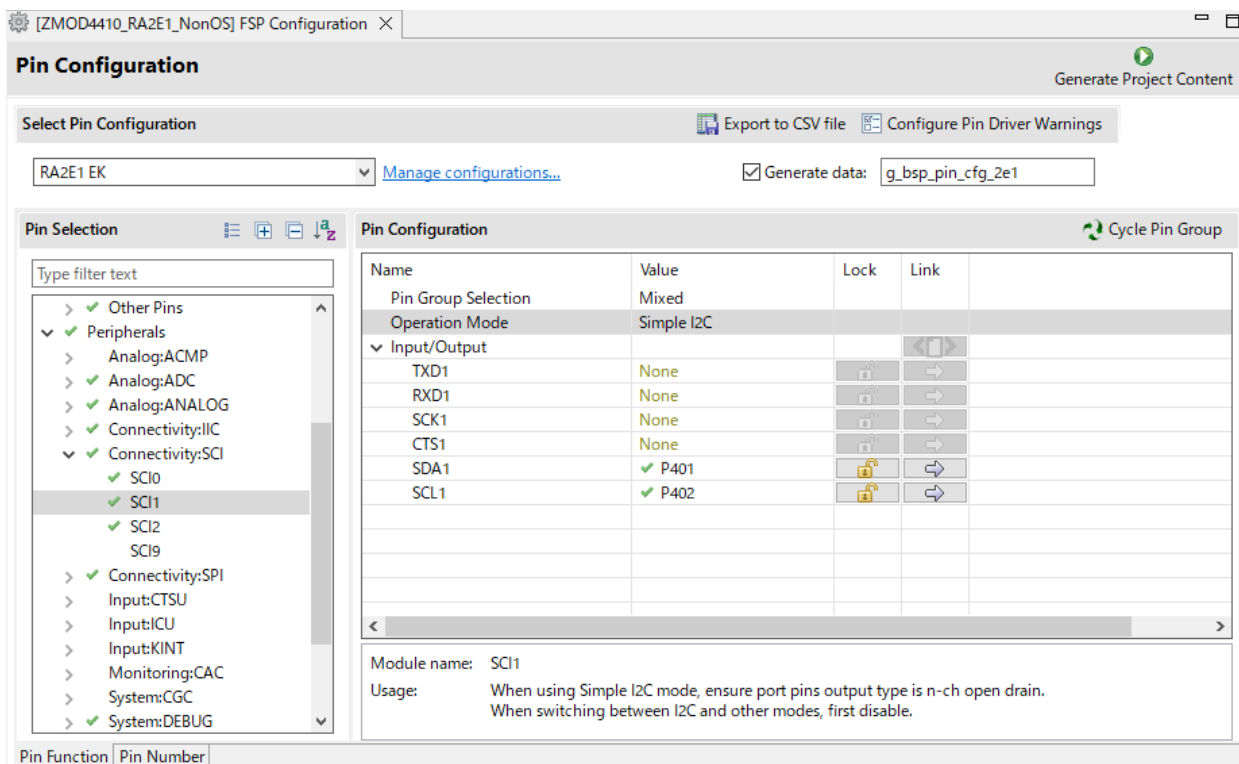 [ZMOD4410_RA2E1_NonOS] FSP Configuration
Pin Configuration
Generate Project Content
Select Pin Configuration
Export to CSV file
Configure Pin Driver Warnings
RA2E1 EK
Manage configurations...
Generate data:
g_bsp_pin_cfg_2e1
Pin Selection
Pin Configuration
Cycle Pin Group
Type filter text
Other Pins
Peripherals
Analog:ACMP
Analog:ADC
Analog:ANALOG
Connectivity:IIC
Connectivity:SCI
SCI0
SCI1
SCI2
SCI9
Connectivity:SPI
Input:CTSU
Input:ICU
Input:KINT
Monitoring:CAC
System:CGC
System:DEBUG
Name Value Lock Link
Pin Group Selection Mixed
Operation Mode Simple I2C
Input/Output
TXD1 None
RXD1 None
SCK1 None
CTS1 None
SDA1 P401
SCL1 P402
Module name: SCI1
Usage: When using Simple I2C mode, ensure port pins output type is n-ch open drain.
When switching between I2C and other modes, first disable.
Pin Function Pin Number